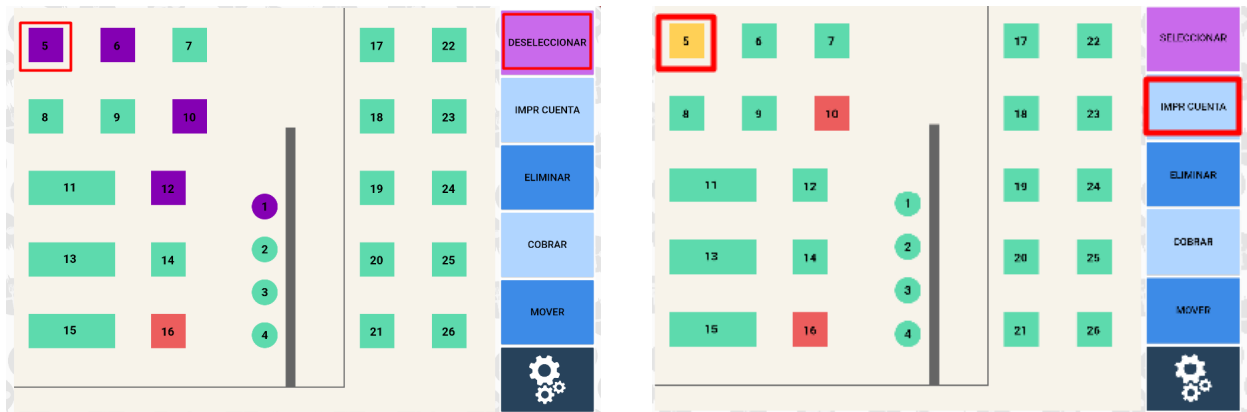 5 6 7 17 22 DESELECCIONAR
8 9 10 18 23 IMPR CUENTA
11 12 19 24 ELIMINAR
1
2
13 14 20 25 COBRAR
3
15 16 4 21 26 MOVER
5 6 7 17 22 SELECCIONAR
8 9 10 18 23 IMPR CUENTA
11 12 19 24 ELIMINAR
1
2
13 14 20 25 COBRAR
3
15 16 4 21 26 MOVER